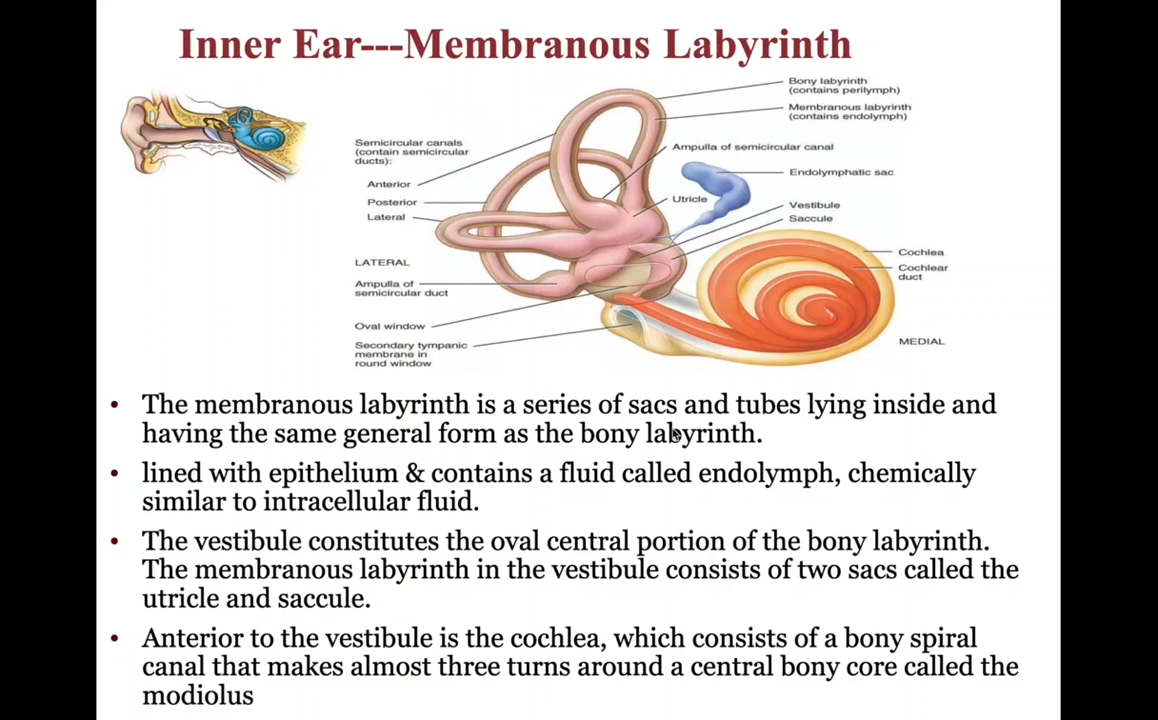 Inner Ear---Membranous Labyrinth
Bony labyrinth
(contains perilymph)
Membranous labyrinth
(contains endolymph)
Semicircular canals
(contain semicircular
ducts):
Ampulla of semicircular canal
Endolymphatic sac
Anterior
Posterior
Lateral
Utricle
Vestibule
Saccule
Cochlea
Cochlear
duct
LATERAL
Ampulla of
semicircular duct
Oval window
Secondary tympanic
membrane in
round window
MEDIAL
• The membranous labyrinth is a series of sacs and tubes lying inside and
having the same general form as the bony labyrinth.
• lined with epithelium & contains a fluid called endolymph, chemically
similar to intracellular fluid.
• The vestibule constitutes the oval central portion of the bony labyrinth.
The membranous labyrinth in the vestibule consists of two sacs called the
utricle and saccule.
• Anterior to the vestibule is the cochlea, which consists of a bony spiral
canal that makes almost three turns around a central bony core called the
modiolus